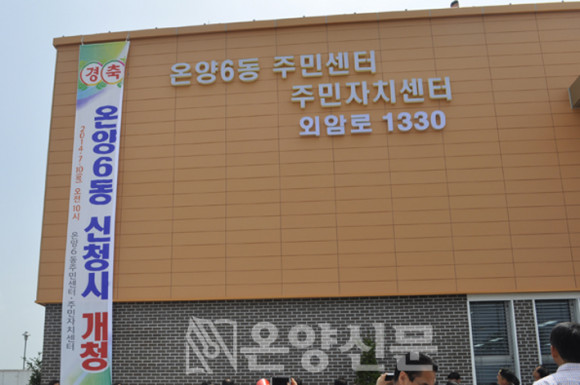 온양6동 주민센터
주민자치센터
외암로 1330
경축
온양6동 신청사 개청
2014. 7. 10(목) 오전 10시
온양6동주민센터·주민자치센터
온양신문